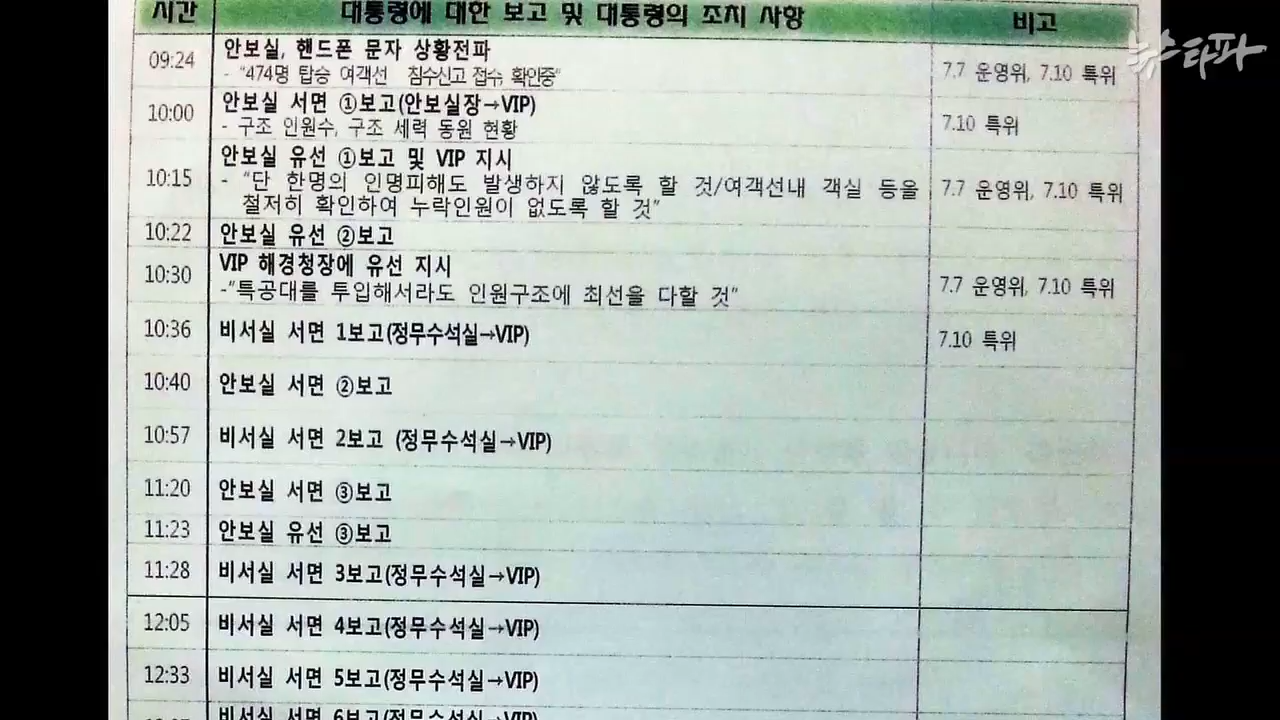 시간 대통령에 대한 보고 및 대통령의 조치 사항 비고
뉴스타파
09:24 안보실, 핸드폰 문자 상황전파
- "474명 탑승 여객선 침수신고 접수, 확인중" 7.7 운영위, 7.10 특위
10:00 안보실 서면 ①보고(안보실장→VIP)
- 구조 인원수, 구조 세력 동원 현황 7.10 특위
10:15 안보실 유선 ①보고 및 VIP 지시
- "단 한명의 인명피해도 발생하지 않도록 할 것/여객선내 객실 등을 7.7 운영위, 7.10 특위
철저히 확인하여 누락인원이 없도록 할 것"
10:22 안보실 유선 ②보고
10:30 VIP 해경청장에 유선 지시
-"특공대를 투입해서라도 인원구조에 최선을 다할 것" 7.7 운영위, 7.10 특위
10:36 비서실 서면 1보고(정무수석실→VIP) 7.10 특위
10:40 안보실 서면 ②보고
10:57 비서실 서면 2보고 (정무수석실→VIP)
11:20 안보실 서면 ③보고
11:23 안보실 유선 ③보고
11:28 비서실 서면 3보고(정무수석실→VIP)
12:05 비서실 서면 4보고(정무수석실→VIP)
12:33 비서실 서면 5보고(정무수석실→VIP)
비서실 서면 6보고(정무수석실→VIP)